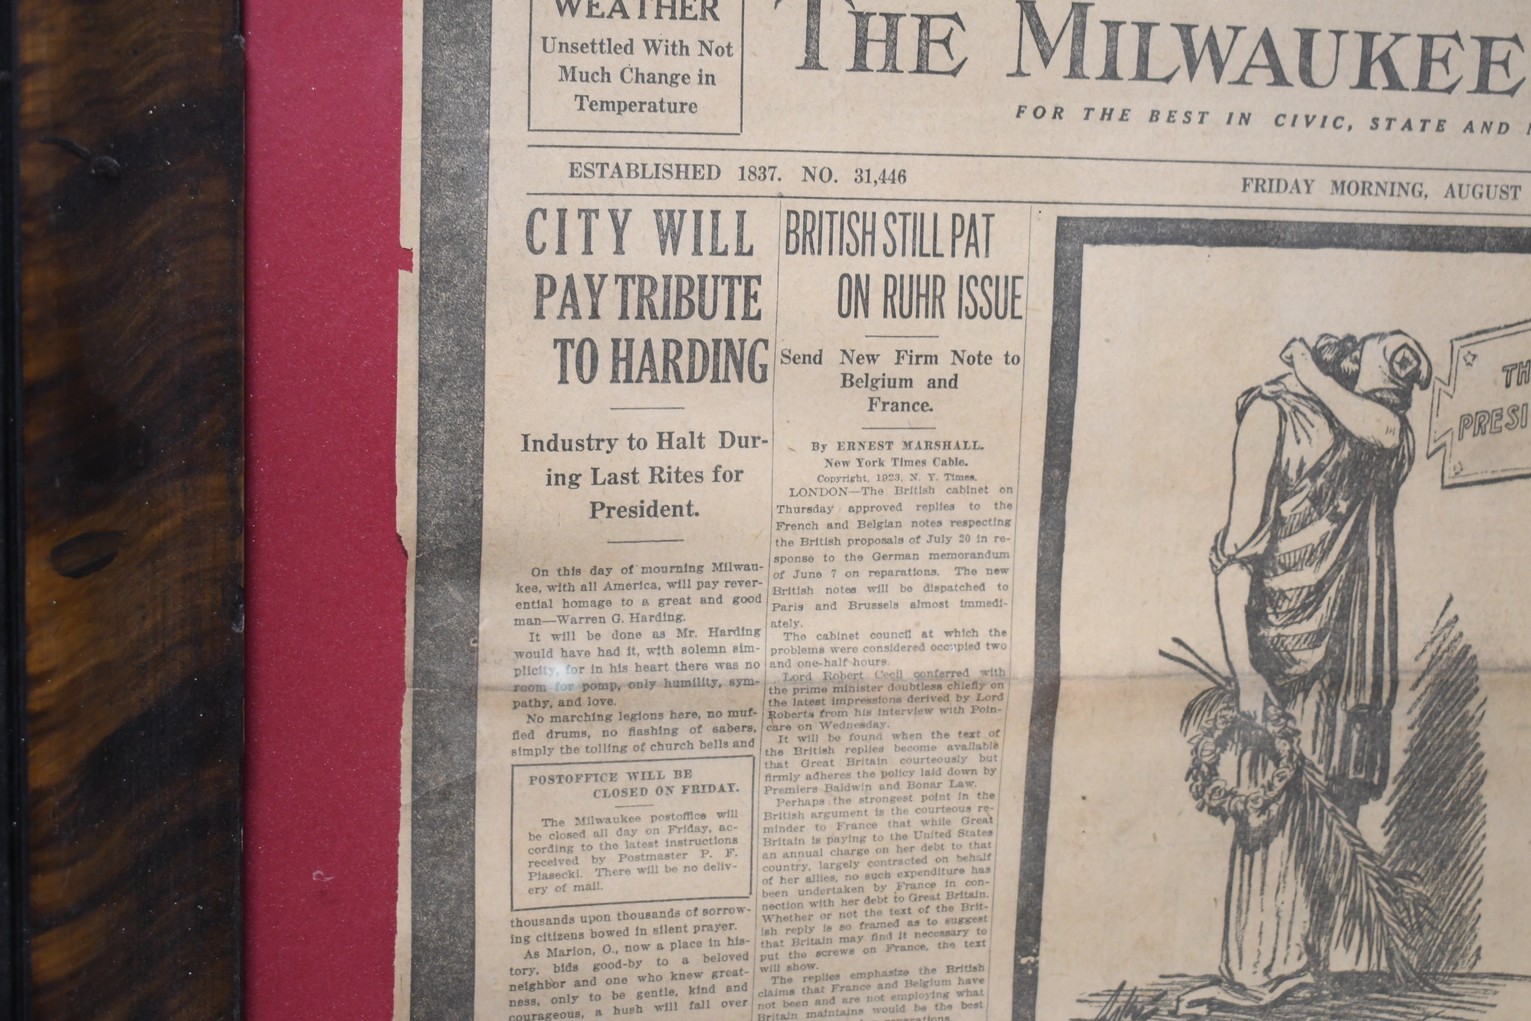 WEATHER
Unsettled With Not
Much Change in
Temperature
THE MILWAUKEE
FOR THE BEST IN CIVIC, STATE AND
ESTABLISHED 1837. NO. 31,446
FRIDAY MORNING, AUGUST
CITY WILL
PAY TRIBUTE
TO HARDING
Industry to Halt Dur-
ing Last Rites for
President.
On this day of mourning Milwau-
kee, with all America, will pay rever-
ential homage to a great and good
man—Warren G. Harding.
It will be done as Mr. Harding
would have had it, with solemn sim-
plicity, for in his heart there was no
room for pomp, only humility, sym-
pathy, and love.
No marching legions here, no muf-
fled drums, no flashing of sabers,
simply the tolling of church bells and
POSTOFFICE WILL BE
CLOSED ON FRIDAY.
The Milwaukee postoffice will
be closed all day on Friday, ac-
cording to the latest instructions
received by Postmaster P. F.
Piasecki. There will be no deliv-
ery of mail.
thousands upon thousands of sorrow-
ing citizens bowed in silent prayer.
As Marion, O., now a place in his-
tory, bids good-by to a beloved
neighbor and one who knew great-
ness, only to be gentle, kind and
courageous, a hush will fall over
BRITISH STILL PAT
ON RUHR ISSUE
Send New Firm Note to
Belgium and
France.
By ERNEST MARSHALL.
New York Times Cable.
Copyright, 1923, N. Y. Times.
LONDON—The British cabinet on
Thursday approved replies to the
French and Belgian notes respecting
the British proposals of July 20 in re-
sponse to the German memorandum
of June 7 on reparations. The new
British notes will be dispatched to
Paris and Brussels almost immedi-
ately.
The cabinet council at which the
problems were considered occupied two
and one-half hours.
Lord Robert Cecil conferred with
the prime minister doubtless chiefly on
the latest impressions derived by Lord
Roberts from his interview with Poin-
care on Wednesday.
It will be found when the text of
the British replies become available
that Great Britain courteously but
firmly adheres the policy laid down by
Premiers Baldwin and Bonar Law.
Perhaps the strongest point in the
British argument is the courteous re-
minder to France that while Great
Britain is paying to the United States
an annual charge on her debt to that
country, largely contracted on behalf
of her allies, no such expenditure has
been undertaken by France in con-
nection with her debt to Great Britain.
Whether or not the text of the Brit-
ish reply is so framed as to suggest
that Britain may find it necessary to
put the screws on France, the text
will show.
The replies emphasize the British
claims that France and Belgium have
not been and are not employing what
Britain maintains would be the best
TH
PRESI